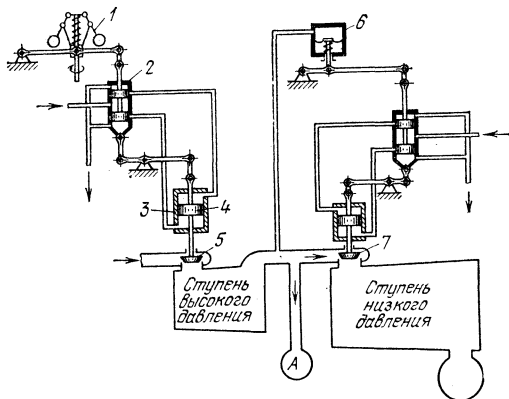 1
6
2
3
4
5
7
Ступень
высокого
давления
Ступень
низкого
давления
А